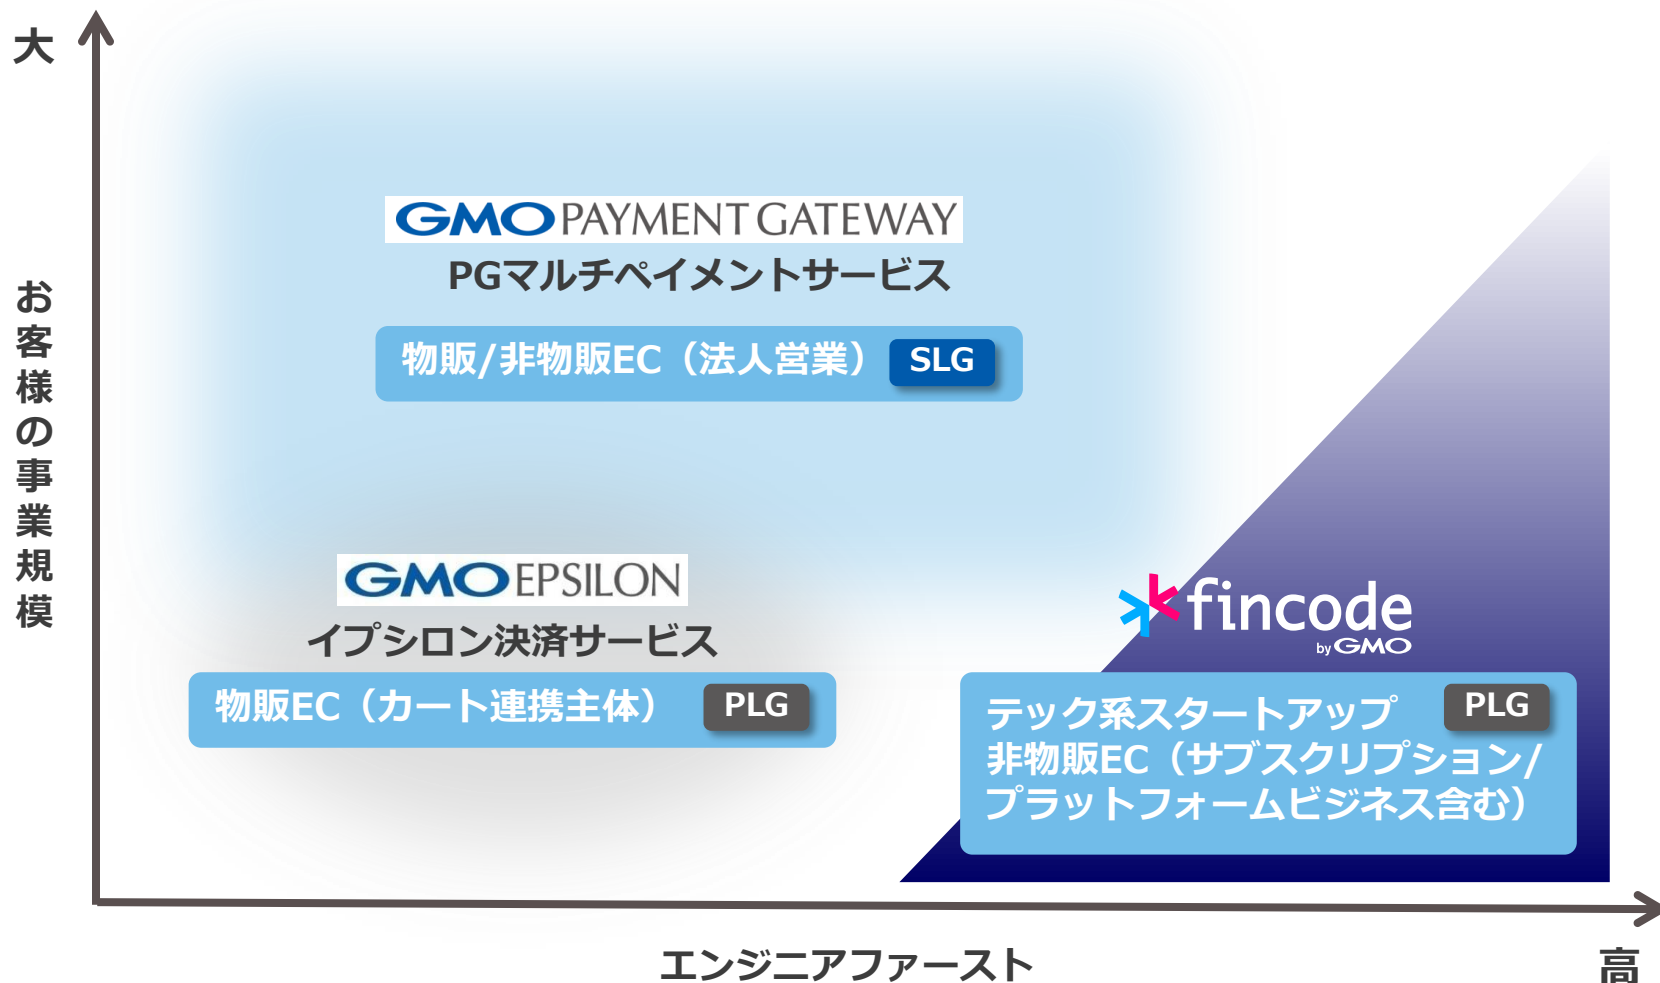 大
お客様の事業規模
GMO PAYMENT GATEWAY
PGマルチペイメントサービス
物販/非物販EC（法人営業） SLG
GMO EPSILON
イプシロン決済サービス
物販EC（カート連携主体） PLG
fincode
by GMO
テック系スタートアップ PLG
非物販EC（サブスクリプション/
プラットフォームビジネス含む）
エンジニアファースト
高